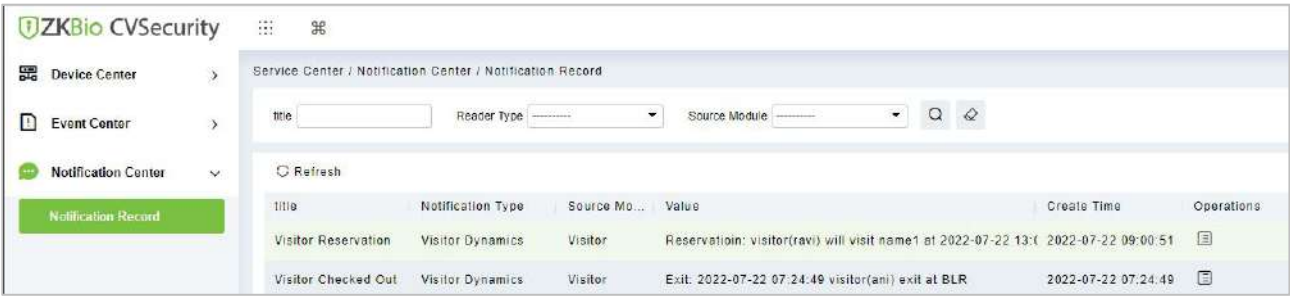 ZKBio CVSecurity
Device Center
Event Center
Notification Center
Notification Record
Service Center / Notification Center / Notification Record
title
Reader Type ----------
Source Module ----------
Refresh
title Notification Type Source Mo... Value Create Time Operations
Visitor Reservation Visitor Dynamics Visitor Reservatioin: visitor(ravi) will visit name1 at 2022-07-22 13:( 2022-07-22 09:00:51
Visitor Checked Out Visitor Dynamics Visitor Exit: 2022-07-22 07:24:49 visitor(ani) exit at BLR 2022-07-22 07:24:49